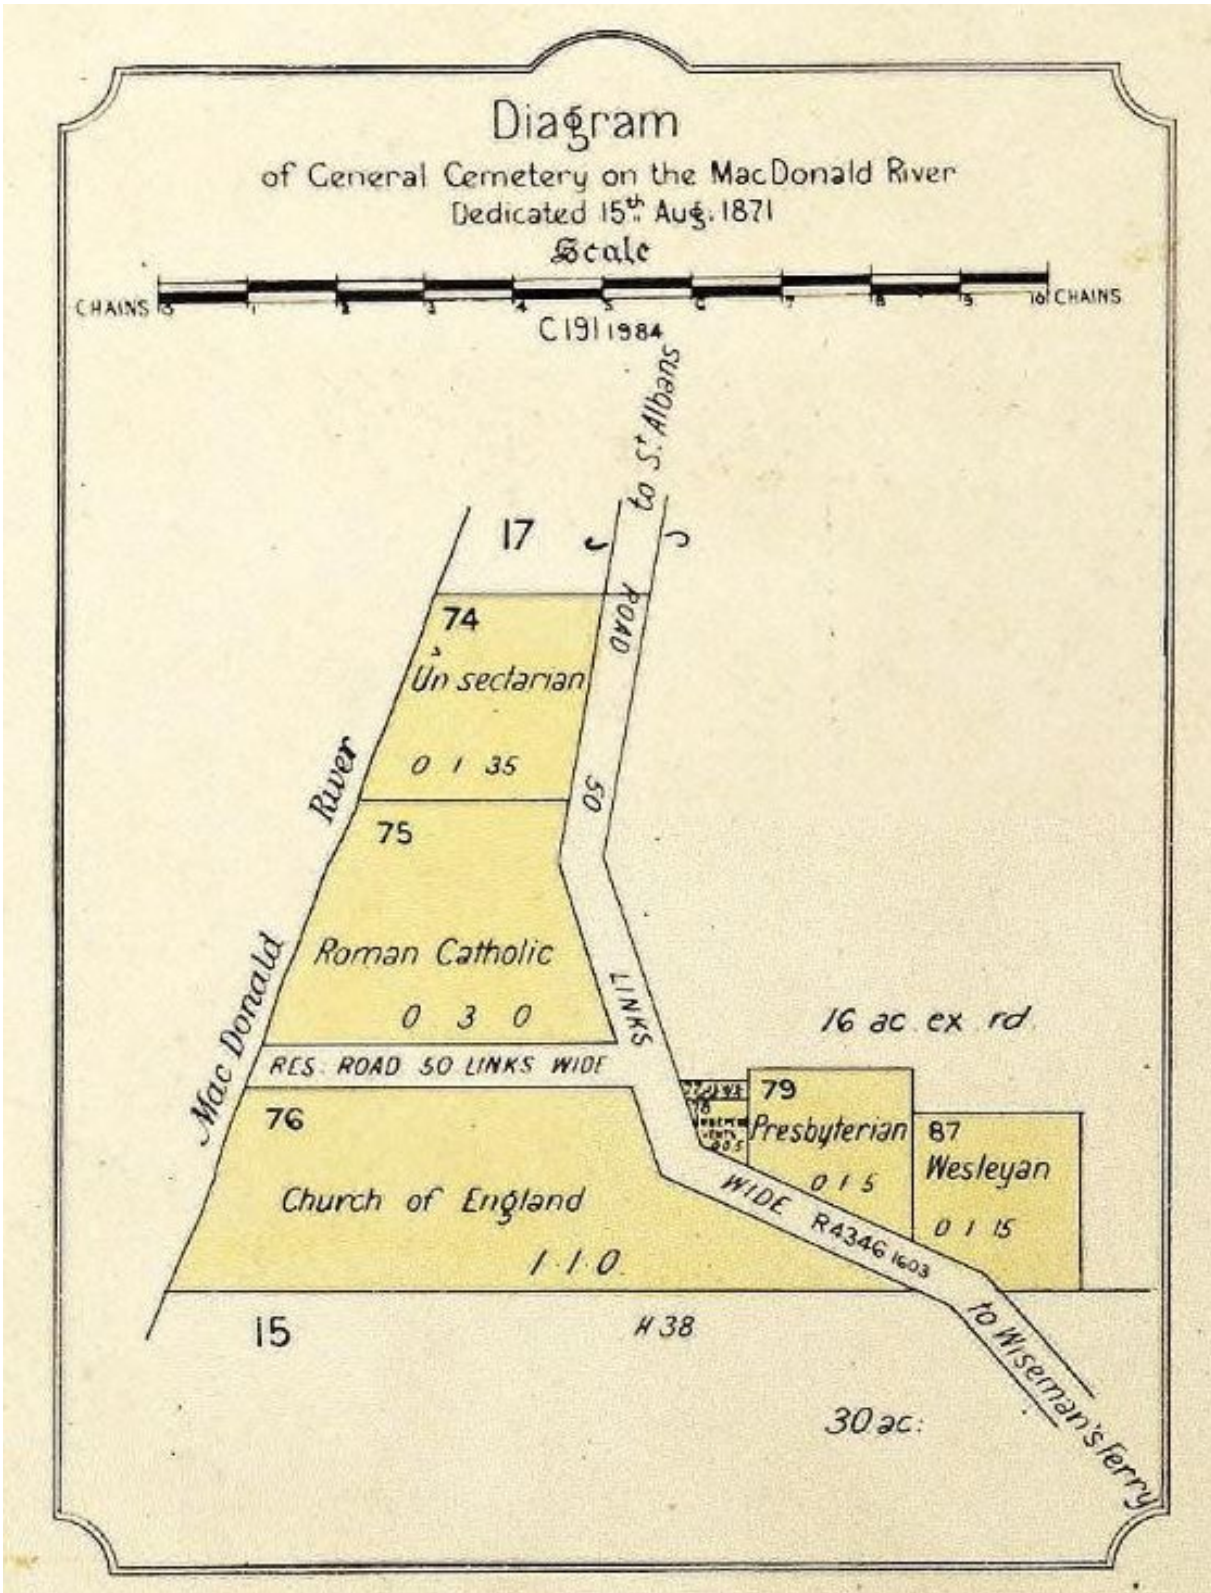 Diagram
of General Cemetery on the MacDonald River
Dedicated 15th Aug: 1871
Scale
CHAINS 0 1 2 3 4 5 6 7 8 9 10 CHAINS
C 191 1984
to St. Albans
17
ROAD 50 LINKS WIDE R4346 1603
74
Unsectarian
0 1 35
MacDonald River
75
Roman Catholic
0 3 0
16 ac ex rd.
RES: ROAD 50 LINKS WIDE
76
Church of England
1·1·0.
78
79
Presbyterian
0 1 5
87
Wesleyan
0 1 15
15
H 38
to Wiseman's Ferry
30 ac: